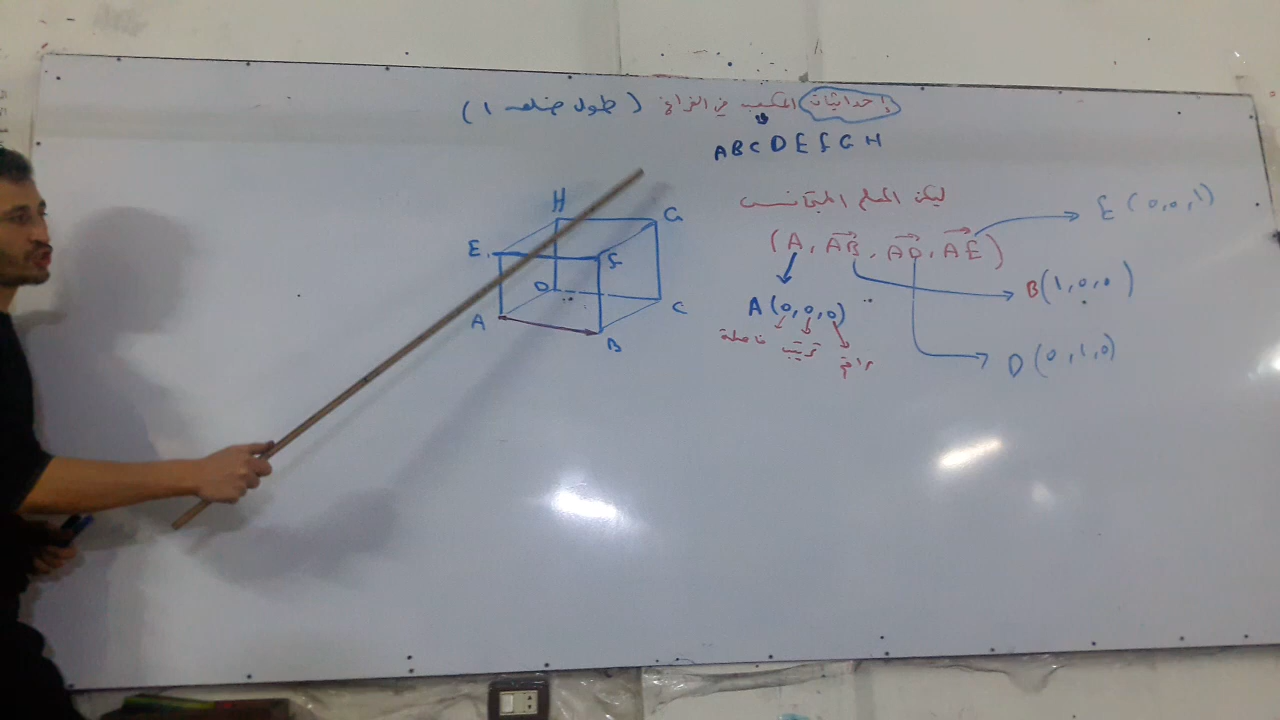 إحداثيات المكعب في الفراغ (طول ضلعه 1)
ABCDEFGH
ليكن المعلم المتجانس
(A, AB, AD, AE)
E (0,0,1)
B(1,0,0)
A(0,0,0)
فاصلة ترتيب راقم
D(0,1,0)
H
G
E
F
D
C
A
B